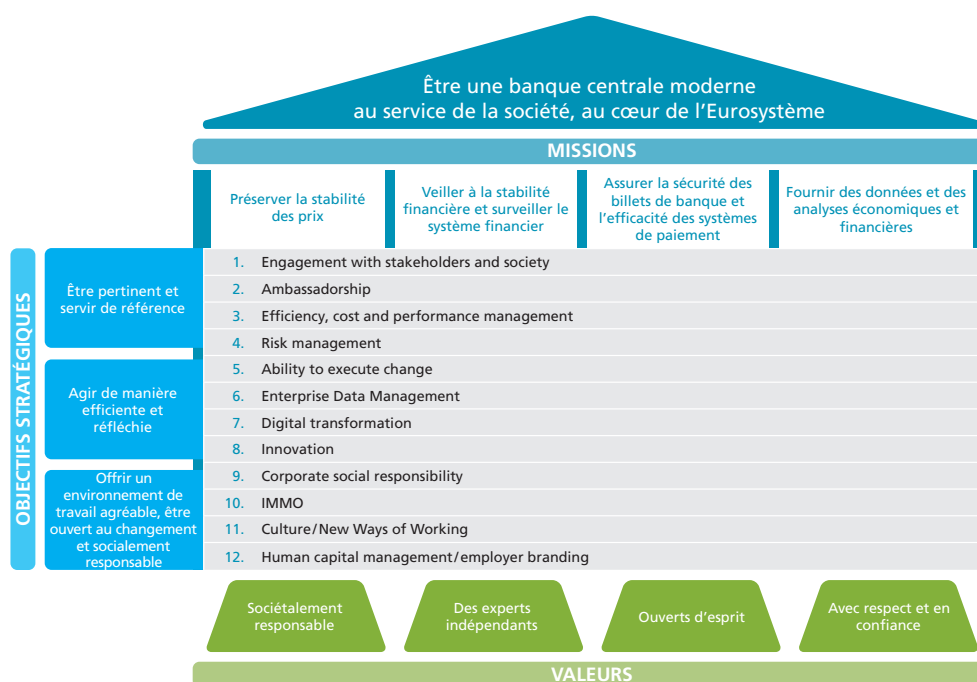 Être une banque centrale moderne
au service de la société, au cœur de l’Eurosystème
MISSIONS
Préserver la stabilité
des prix
Veiller à la stabilité
financière et surveiller le
système financier
Assurer la sécurité des
billets de banque et
l’efficacité des systèmes
de paiement
Fournir des données et des
analyses économiques et
financières
OBJECTIFS STRATÉGIQUES
Être pertinent et
servir de référence
Agir de manière
efficiente et
réfléchie
Offrir un
environnement de
travail agréable, être
ouvert au changement
et socialement
responsable
1. Engagement with stakeholders and society
2. Ambassadorship
3. Efficiency, cost and performance management
4. Risk management
5. Ability to execute change
6. Enterprise Data Management
7. Digital transformation
8. Innovation
9. Corporate social responsibility
10. IMMO
11. Culture/New Ways of Working
12. Human capital management/employer branding
Sociétalement
responsable
Des experts
indépendants
Ouverts d’esprit
Avec respect et en
confiance
VALEURS